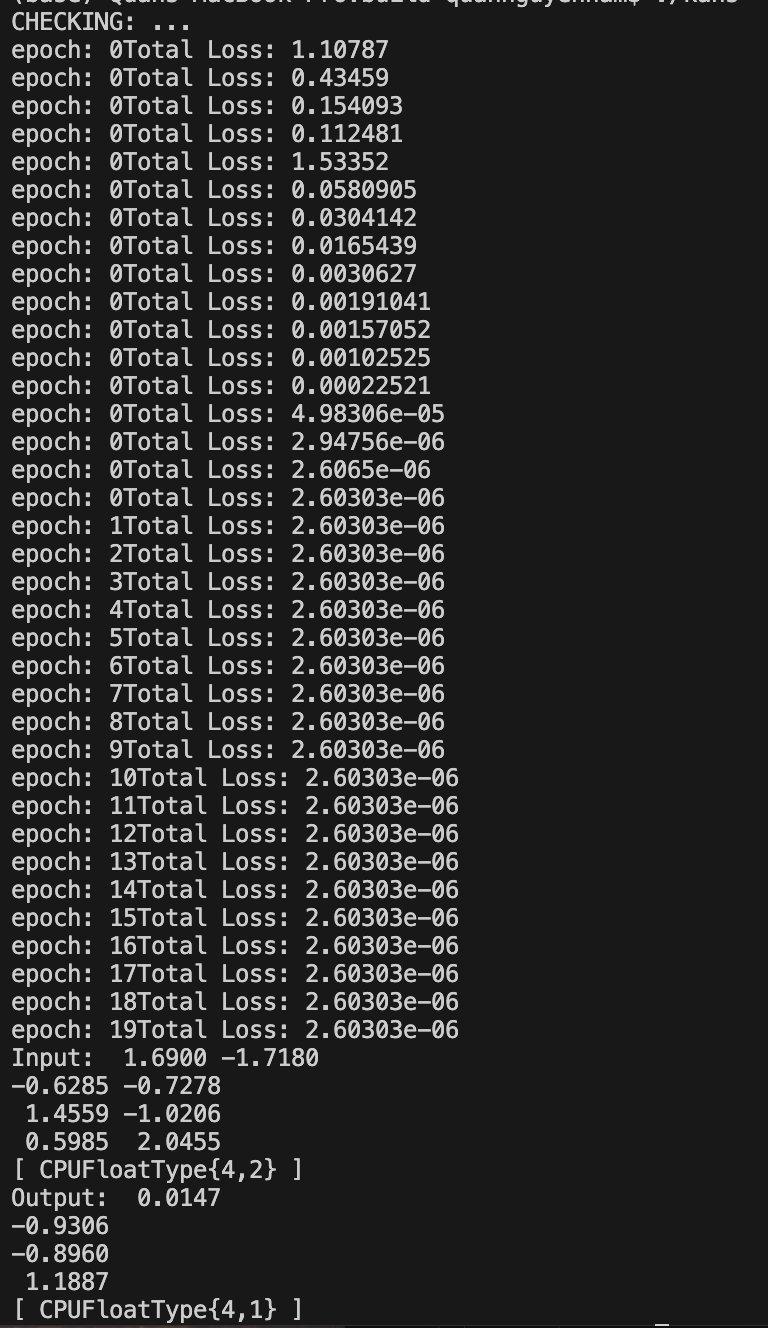 CHECKING: ...
epoch: 0Total Loss: 1.10787
epoch: 0Total Loss: 0.43459
epoch: 0Total Loss: 0.154093
epoch: 0Total Loss: 0.112481
epoch: 0Total Loss: 1.53352
epoch: 0Total Loss: 0.0580905
epoch: 0Total Loss: 0.0304142
epoch: 0Total Loss: 0.0165439
epoch: 0Total Loss: 0.0030627
epoch: 0Total Loss: 0.00191041
epoch: 0Total Loss: 0.00157052
epoch: 0Total Loss: 0.00102525
epoch: 0Total Loss: 0.00022521
epoch: 0Total Loss: 4.98306e-05
epoch: 0Total Loss: 2.94756e-06
epoch: 0Total Loss: 2.6065e-06
epoch: 0Total Loss: 2.60303e-06
epoch: 1Total Loss: 2.60303e-06
epoch: 2Total Loss: 2.60303e-06
epoch: 3Total Loss: 2.60303e-06
epoch: 4Total Loss: 2.60303e-06
epoch: 5Total Loss: 2.60303e-06
epoch: 6Total Loss: 2.60303e-06
epoch: 7Total Loss: 2.60303e-06
epoch: 8Total Loss: 2.60303e-06
epoch: 9Total Loss: 2.60303e-06
epoch: 10Total Loss: 2.60303e-06
epoch: 11Total Loss: 2.60303e-06
epoch: 12Total Loss: 2.60303e-06
epoch: 13Total Loss: 2.60303e-06
epoch: 14Total Loss: 2.60303e-06
epoch: 15Total Loss: 2.60303e-06
epoch: 16Total Loss: 2.60303e-06
epoch: 17Total Loss: 2.60303e-06
epoch: 18Total Loss: 2.60303e-06
epoch: 19Total Loss: 2.60303e-06
Input:  1.6900 -1.7180
-0.6285 -0.7278
 1.4559 -1.0206
 0.5985  2.0455
[ CPUFloatType{4,2} ]
Output:  0.0147
-0.9306
-0.8960
 1.1887
[ CPUFloatType{4,1} ]